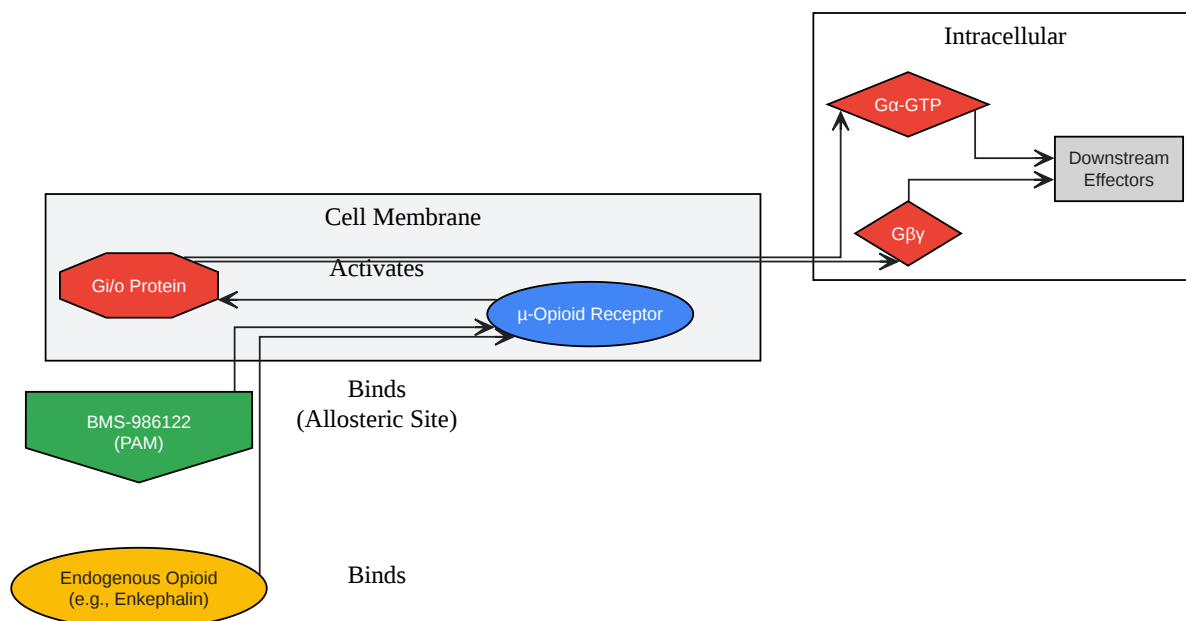 Intracellular
Gα-GTP
Downstream
Effectors
Cell Membrane
Gβγ
Activates
Gi/o Protein
μ-Opioid Receptor
Binds
(Allosteric Site)
BMS-986122
(PAM)
Endogenous Opioid
(e.g., Enkephalin)
Binds